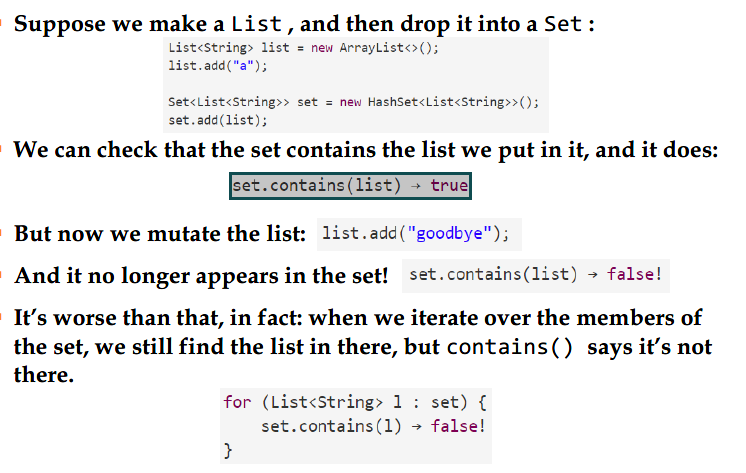 Suppose we make a List , and then drop it into a Set :
List<String> list = new ArrayList<>();
list.add("a");
Set<List<String>> set = new HashSet<List<String>>();
set.add(list);
We can check that the set contains the list we put in it, and it does:
set.contains(list) → true
But now we mutate the list: list.add("goodbye");
And it no longer appears in the set! set.contains(list) → false!
It's worse than that, in fact: when we iterate over the members of
the set, we still find the list in there, but contains() says it's not
there.
for (List<String> l : set) {
set.contains(l) → false!
}